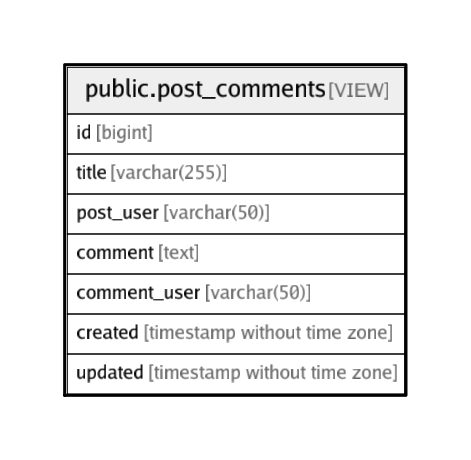 public.post_comments[VIEW]
id [bigint]
title [varchar(255)]
post_user [varchar(50)]
comment [text]
comment_user [varchar(50)]
created [timestamp without time zone]
updated [timestamp without time zone]